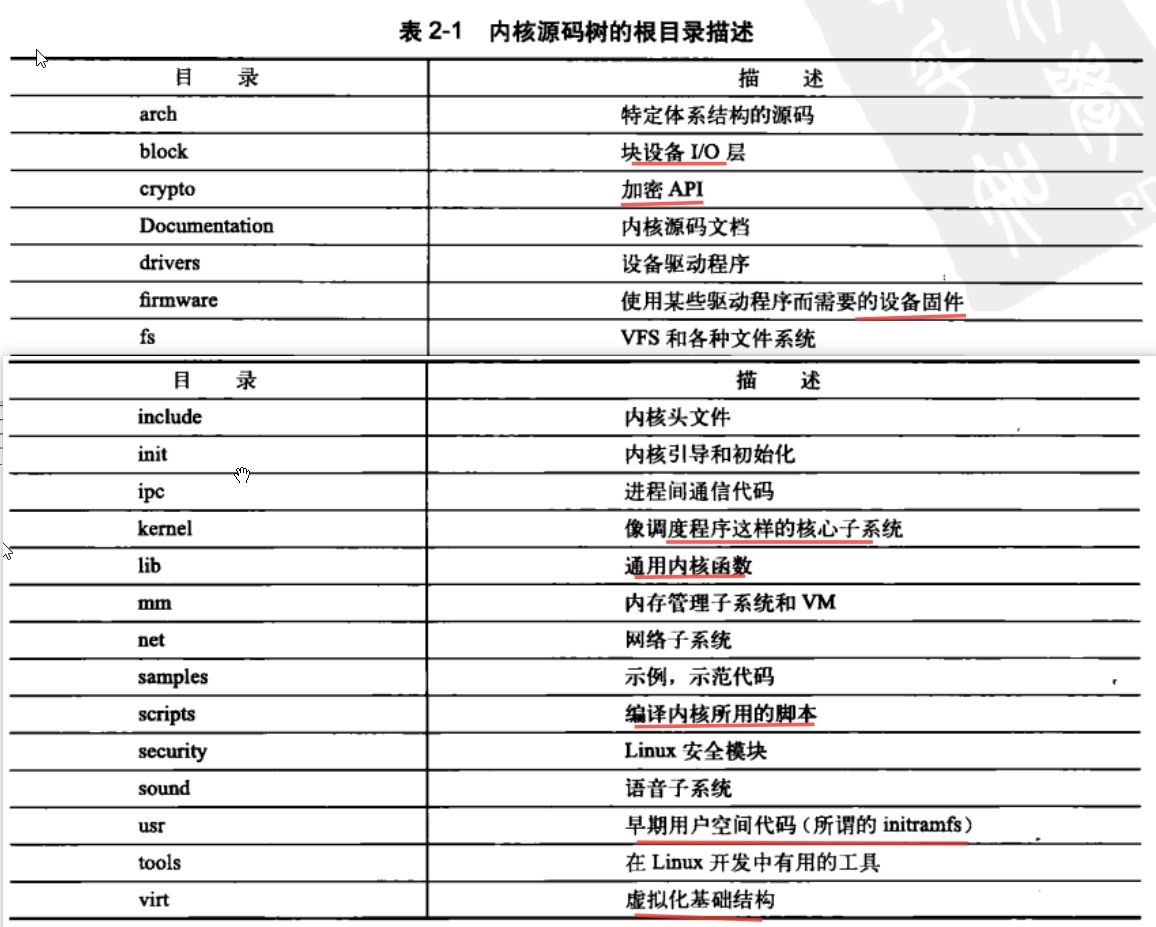 表 2-1 内核源码树的根目录描述
目 录 描 述
arch 特定体系结构的源码
block 块设备 I/O 层
crypto 加密 API
Documentation 内核源码文档
drivers 设备驱动程序
firmware 使用某些驱动程序而需要的设备固件
fs VFS 和各种文件系统
目 录 描 述
include 内核头文件
init 内核引导和初始化
ipc 进程间通信代码
kernel 像调度程序这样的核心子系统
lib 通用内核函数
mm 内存管理子系统和 VM
net 网络子系统
samples 示例，示范代码
scripts 编译内核所用的脚本
security Linux 安全模块
sound 语音子系统
usr 早期用户空间代码（所谓的 initramfs）
tools 在 Linux 开发中有用的工具
virt 虚拟化基础结构